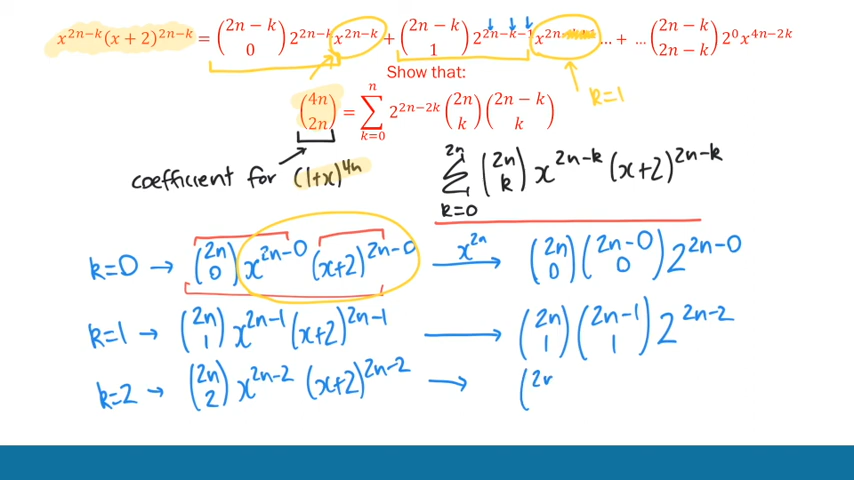 x^{2n−k}(x + 2)^{2n−k} = \binom{2n − k}{0} 2^{2n−k} x^{2n−k} + \binom{2n − k}{1} 2^{2n−k−1} x^{2n} … + … \binom{2n − k}{2n − k} 2^0 x^{4n−2k}
Show that:
k=1
\binom{4n}{2n} = \sum_{k=0}^{n} 2^{2n−2k} \binom{2n}{k} \binom{2n − k}{k}
coefficient for (1+x)^{4n}
\sum_{k=0}^{2n} \binom{2n}{k} x^{2n−k} (x+2)^{2n−k}
k=0 → \binom{2n}{0} x^{2n−0} (x+2)^{2n−0} \xrightarrow{x^{2n}} \binom{2n}{0} \binom{2n−0}{0} 2^{2n−0}
k=1 → \binom{2n}{1} x^{2n−1} (x+2)^{2n−1} → \binom{2n}{1} \binom{2n−1}{1} 2^{2n−2}
k=2 → \binom{2n}{2} x^{2n−2} (x+2)^{2n−2} → (2